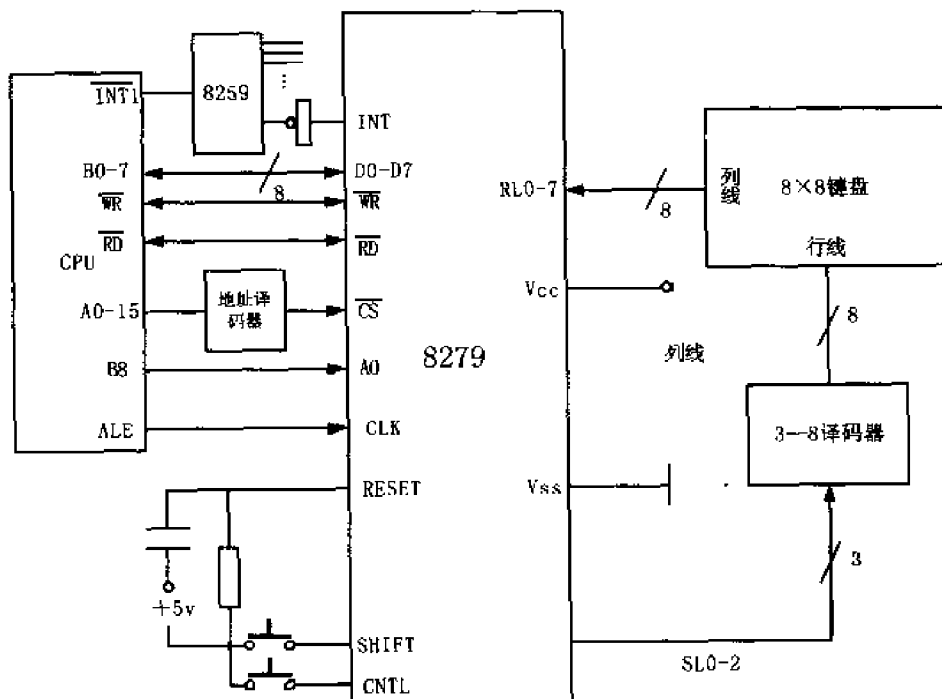 8259
INT1
INT
B0-7
8
D0-D7
WR
WR
RD
RD
CPU
A0-15
地址译
码器
CS
B8
A0
8279
ALE
CLK
RESET
+5v
SHIFT
CNTL
RL0-7
8
列线
8×8键盘
行线
Vcc
8
列线
3--8译码器
Vss
3
SL0-2